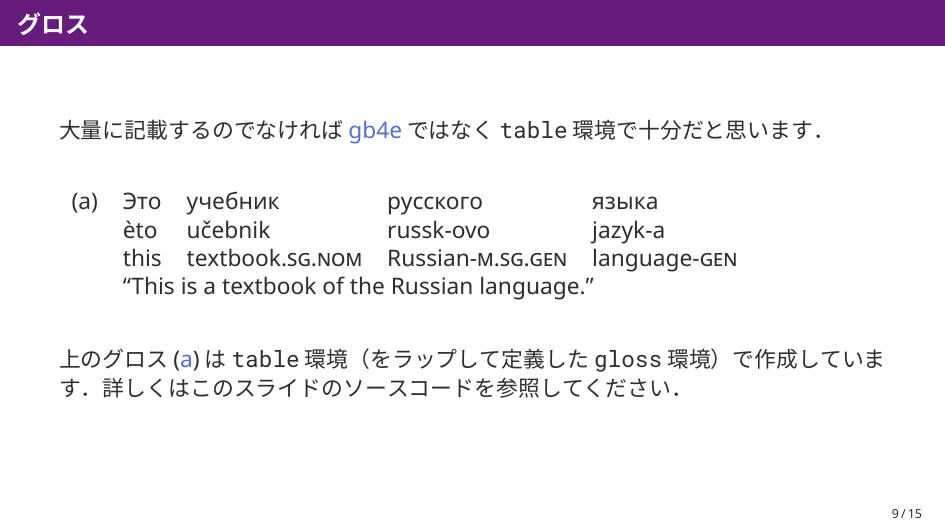 グロス
大量に記載するのでなければ gb4e ではなく table 環境で十分だと思います．
(a) Это учебник русского языка
èto učebnik russk-ovo jazyk-a
this textbook.SG.NOM Russian-M.SG.GEN language-GEN
“This is a textbook of the Russian language.”
上のグロス (a) は table 環境（をラップして定義した gloss 環境）で作成していま
す．詳しくはこのスライドのソースコードを参照してください．
9 / 15